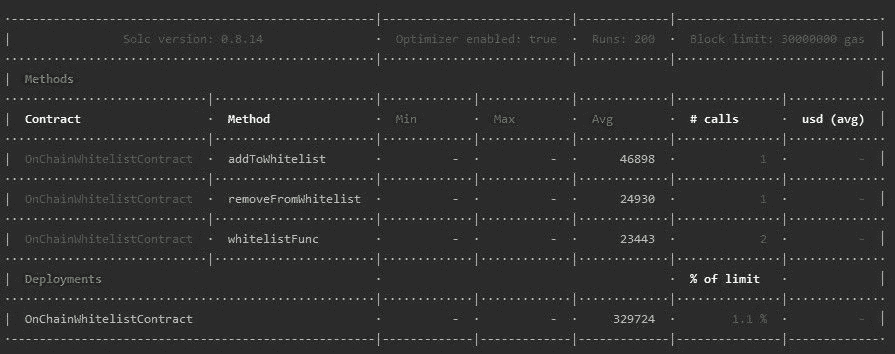 Solc version: 0.8.14 · Optimizer enabled: true · Runs: 200 · Block limit: 30000000 gas
Methods
Contract · Method · Min · Max · Avg · # calls · usd (avg)
OnChainWhitelistContract · addToWhitelist · - · - · 46898 · 1 · -
OnChainWhitelistContract · removeFromWhitelist · - · - · 24930 · 1 · -
OnChainWhitelistContract · whitelistFunc · - · - · 23443 · 2 · -
Deployments · · % of limit ·
OnChainWhitelistContract · - · - · 329724 · 1.1 % · -